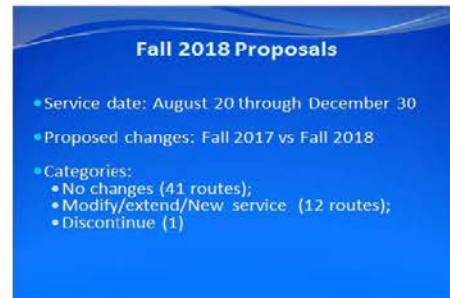 Fall 2018 Proposals
• Service date: August 20 through December 30
• Proposed changes: Fall 2017 vs Fall 2018
• Categories:
• No changes (41 routes);
• Modify/extend/New service (12 routes);
• Discontinue (1)